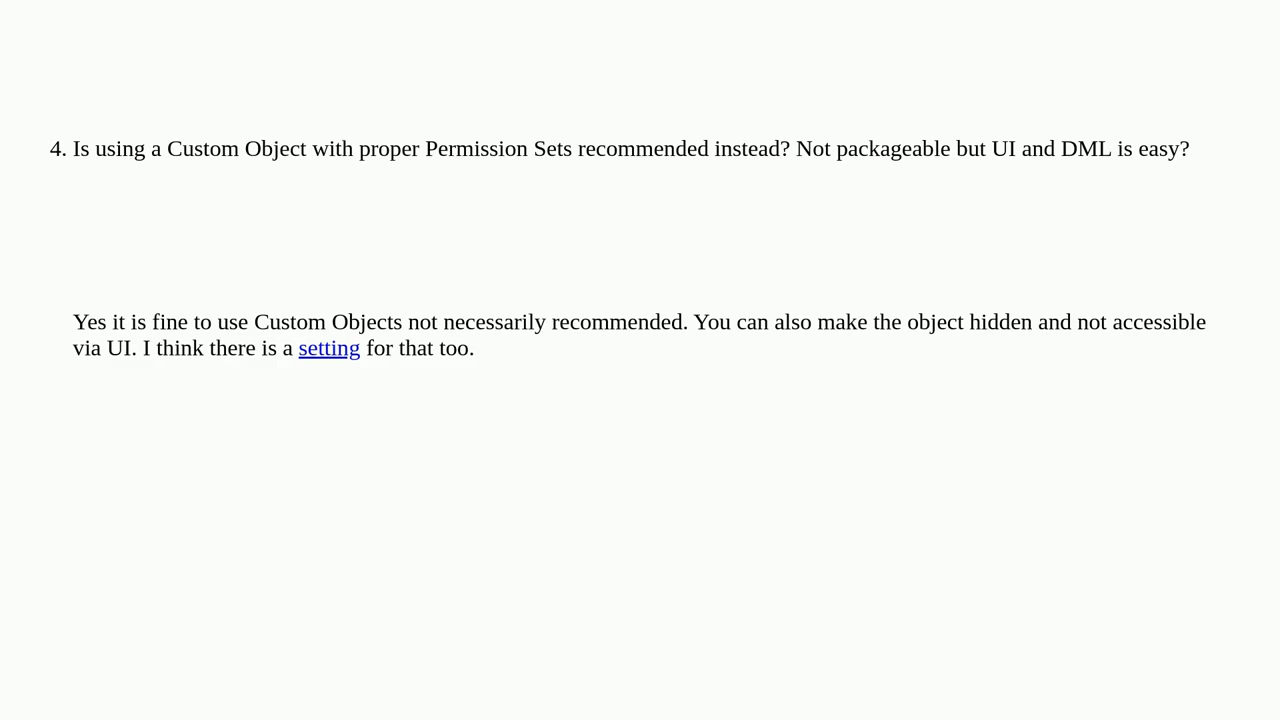 4. Is using a Custom Object with proper Permission Sets recommended instead? Not packageable but UI and DML is easy?
Yes it is fine to use Custom Objects not necessarily recommended. You can also make the object hidden and not accessible
via UI. I think there is a setting for that too.